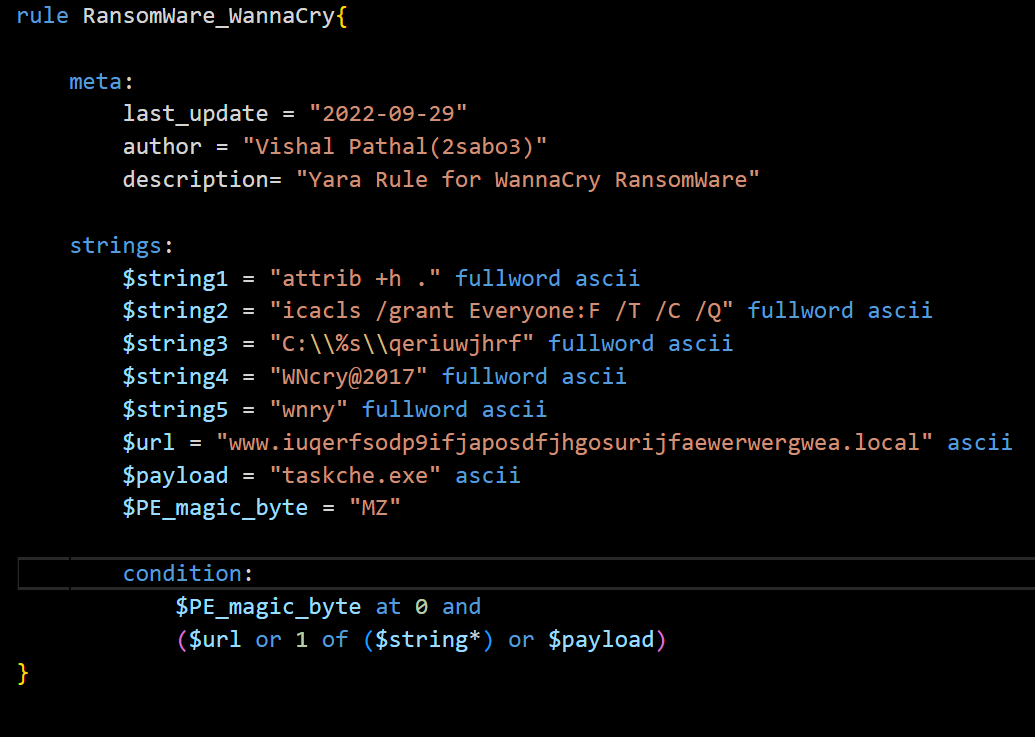 rule RansomWare_WannaCry{
meta:
last_update = "2022-09-29"
author = "Vishal Pathal(2sabo3)"
description= "Yara Rule for WannaCry RansomWare"
strings:
$string1 = "attrib +h ." fullword ascii
$string2 = "icacls /grant Everyone:F /T /C /Q" fullword ascii
$string3 = "C:\\%s\\qeriuwjhrf" fullword ascii
$string4 = "WNcry@2017" fullword ascii
$string5 = "wnry" fullword ascii
$url = "www.iuqerfsodp9ifjaposdfjhgosurijfaewerwergwea.local" ascii
$payload = "taskche.exe" ascii
$PE_magic_byte = "MZ"
condition:
$PE_magic_byte at 0 and
($url or 1 of ($string*) or $payload)
}